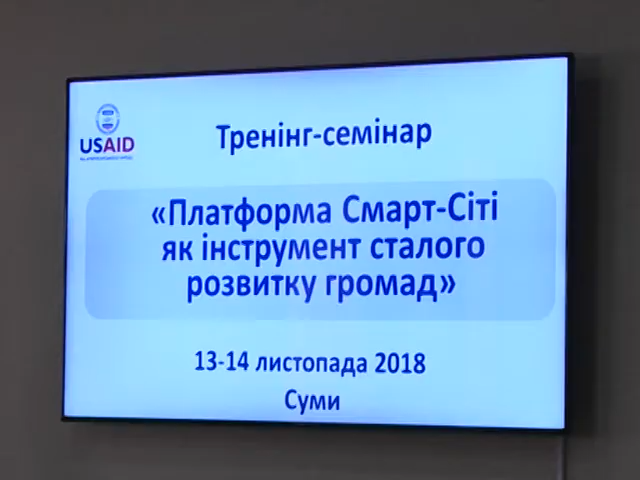 USAID
Тренінг-семінар
«Платформа Смарт-Сіті
як інструмент сталого
розвитку громад»
13-14 листопада 2018
Суми